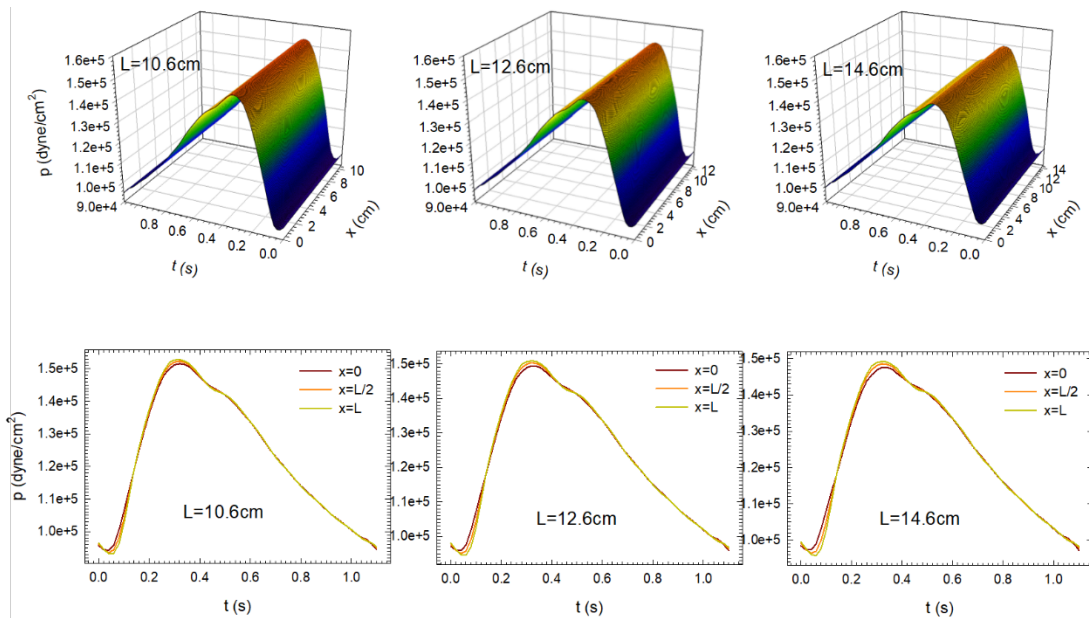 L=10.6cm
1.6e+5
1.5e+5
1.4e+5
1.3e+5
1.2e+5
1.1e+5
1.0e+5
9.0e+4
p (dyne/cm²)
0.8 0.6 0.4 0.2 0.0
t (s)
0 2 4 6 8 10
x (cm)
L=12.6cm
1.6e+5
1.5e+5
1.4e+5
1.3e+5
1.2e+5
1.1e+5
1.0e+5
9.0e+4
0.8 0.6 0.4 0.2 0.0
t (s)
0 2 4 6 8 10 12
x (cm)
L=14.6cm
1.6e+5
1.5e+5
1.4e+5
1.3e+5
1.2e+5
1.1e+5
1.0e+5
9.0e+4
0.8 0.6 0.4 0.2 0.0
t (s)
0 2 4 6 8 10 12 14
x (cm)
p (dyne/cm²)
1.5e+5
1.4e+5
1.3e+5
1.2e+5
1.1e+5
1.0e+5
x=0
x=L/2
x=L
L=10.6cm
0.0 0.2 0.4 0.6 0.8 1.0
t (s)
1.5e+5
1.4e+5
1.3e+5
1.2e+5
1.1e+5
1.0e+5
x=0
x=L/2
x=L
L=12.6cm
0.0 0.2 0.4 0.6 0.8 1.0
t (s)
1.5e+5
1.4e+5
1.3e+5
1.2e+5
1.1e+5
1.0e+5
x=0
x=L/2
x=L
L=14.6cm
0.0 0.2 0.4 0.6 0.8 1.0
t (s)